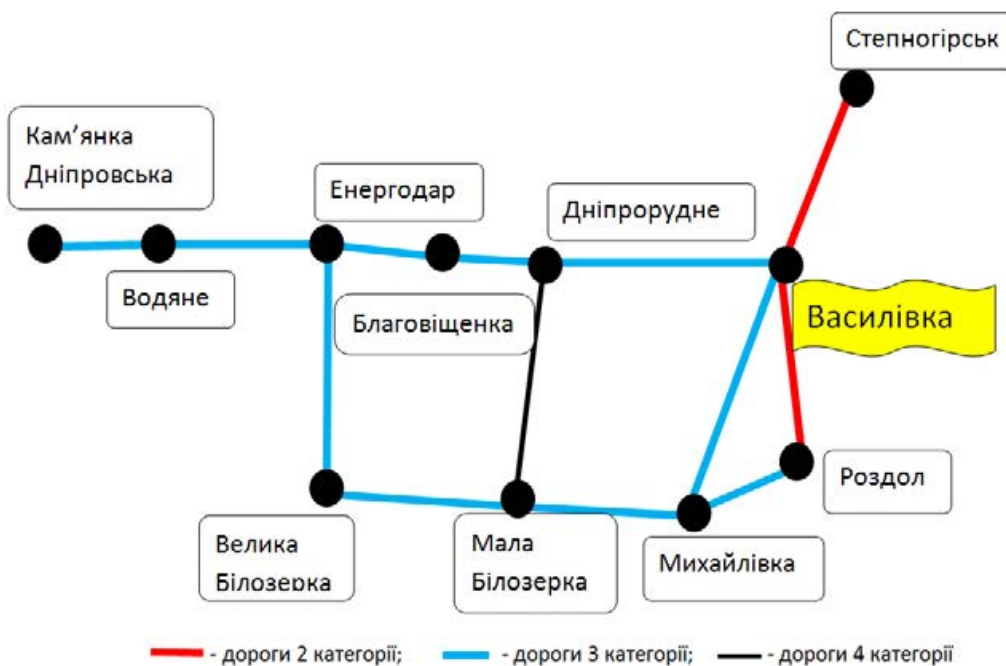 Степногірськ
Кам’янка
Дніпровська
Енергодар
Дніпрорудне
Водяне
Благовіщенка
Василівка
Роздол
Велика
Білозерка
Мала
Білозерка
Михайлівка
- дороги 2 категорії; - дороги 3 категорії; - дороги 4 категорії